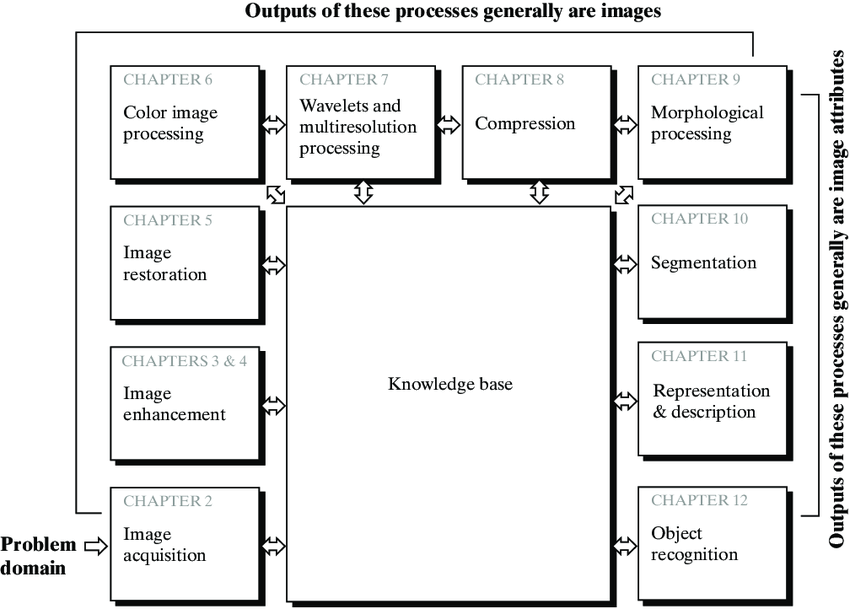 Outputs of these processes generally are images
CHAPTER 6
Color image
processing
CHAPTER 7
Wavelets and
multiresolution
processing
CHAPTER 8
Compression
CHAPTER 9
Morphological
processing
CHAPTER 5
Image
restoration
CHAPTER 10
Segmentation
CHAPTERS 3 & 4
Image
enhancement
Knowledge base
CHAPTER 11
Representation
& description
CHAPTER 2
Image
acquisition
CHAPTER 12
Object
recognition
Problem
domain
Outputs of these processes generally are image attributes